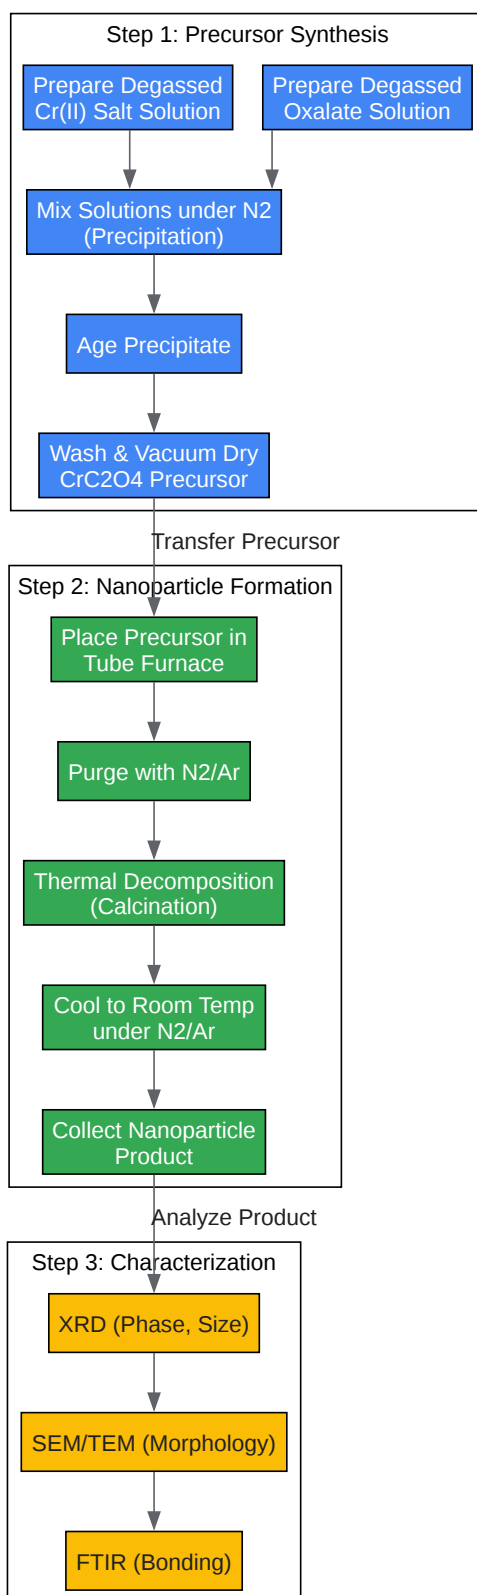 Step 1: Precursor Synthesis
Prepare Degassed
Cr(II) Salt Solution
Prepare Degassed
Oxalate Solution
Mix Solutions under N2
(Precipitation)
Age Precipitate
Wash & Vacuum Dry
CrC2O4 Precursor
Transfer Precursor
Step 2: Nanoparticle Formation
Place Precursor in
Tube Furnace
Purge with N2/Ar
Thermal Decomposition
(Calcination)
Cool to Room Temp
under N2/Ar
Collect Nanoparticle
Product
Analyze Product
Step 3: Characterization
XRD (Phase, Size)
SEM/TEM (Morphology)
FTIR (Bonding)